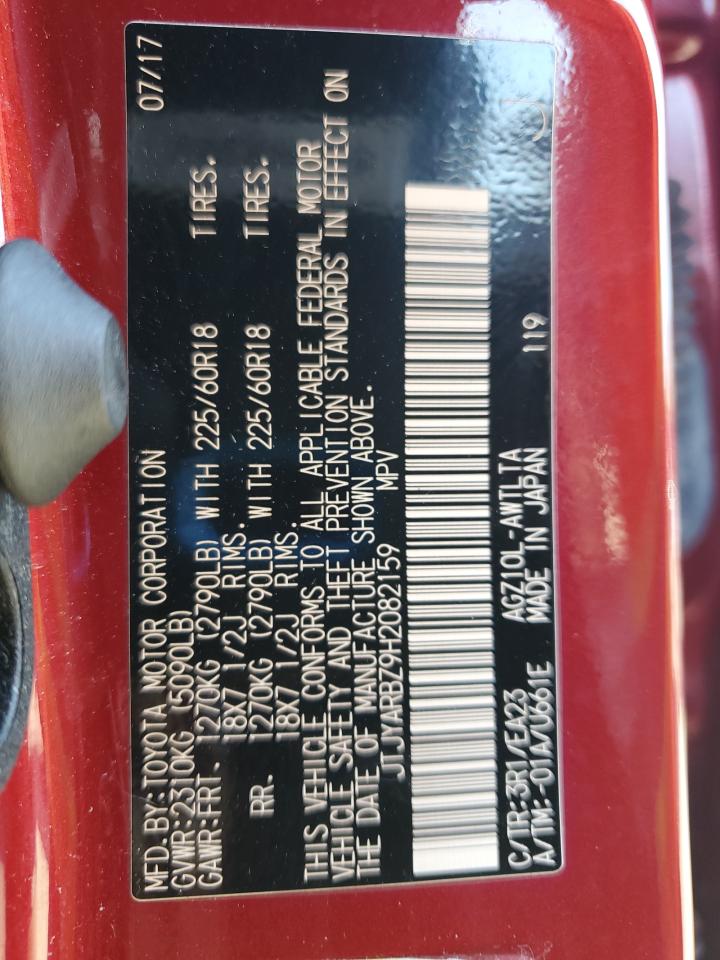 MFD.BY:TOYOTA MOTOR CORPORATION 07/17
GVWR:2310KG (5090LB)
GAWR:FRT. 1270KG (2790LB) WITH 225/60R18 TIRES.
18X7 1/2J RIMS.
RR. 1270KG (2790LB) WITH 225/60R18 TIRES.
18X7 1/2J RIMS.
THIS VEHICLE CONFORMS TO ALL APPLICABLE FEDERAL MOTOR
VEHICLE SAFETY AND THEFT PREVENTION STANDARDS IN EFFECT ON
THE DATE OF MANUFACTURE SHOWN ABOVE.
JTJYARBZ9H2082159 MPV
C/TR:3R1/EA23 AGZ10L-AWTLTA
A/TM:-01A/U661E MADE IN JAPAN 119
J